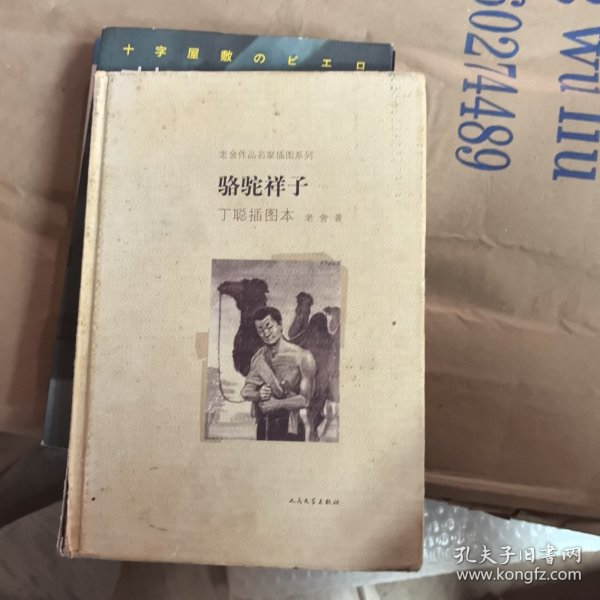 十字屋敷のピエロ
老舍作品名家插图系列
骆驼祥子
丁聪插图本 老舍 著
人民文学出版社
60274489
Wu
孔夫子旧书网
www.kongfz.com